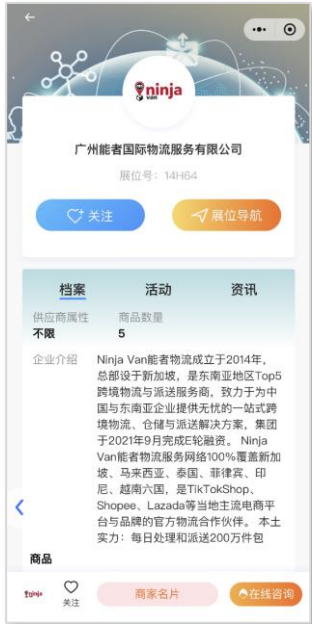 ninja
van
广州能者国际物流服务有限公司
展位号：14H64
关注
展位导航
档案 活动 资讯
供应商属性 商品数量
不限 5
企业介绍 Ninja Van能者物流成立于2014年，
总部设于新加坡，是东南亚地区Top5
跨境物流与派送服务商，致力于为中
国与东南亚企业提供无忧的一站式跨
境物流、仓储与派送解决方案，集团
于2021年9月完成E轮融资。 Ninja
Van能者物流服务网络100%覆盖新加
坡、马来西亚、泰国、菲律宾、印
尼、越南六国，是TikTokShop、
Shopee、Lazada等当地主流电商平
台与品牌的官方物流合作伙伴。 本土
实力：每日处理和派送200万件包
商品
ninja 关注 商家名片 在线咨询